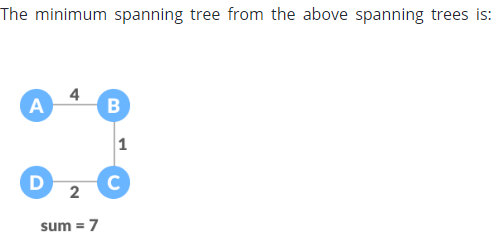 The minimum spanning tree from the above spanning trees is:
4
A B
1
D C
2
sum = 7